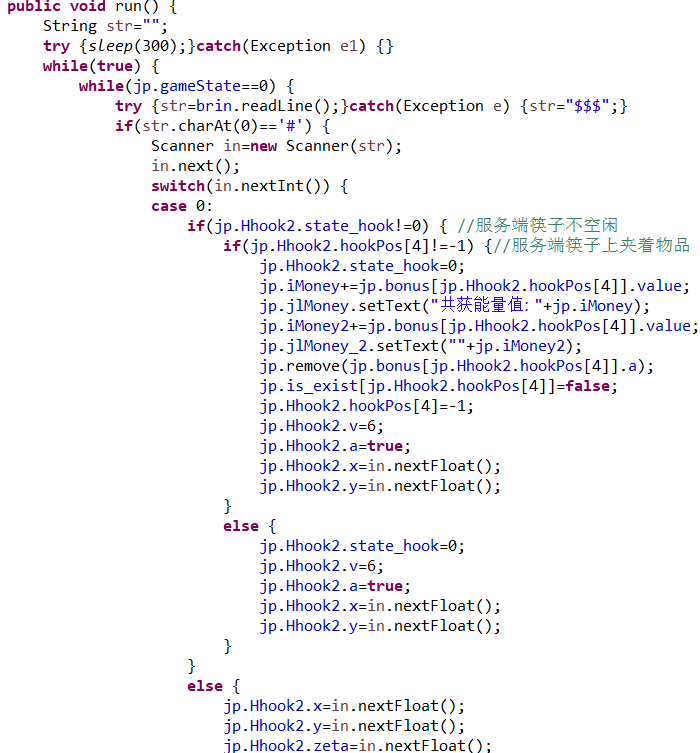 public void run() {
String str="";
try {sleep(300);}catch(Exception e1) {}
while(true) {
while(jp.gameState==0) {
try {str=brin.readLine();}catch(Exception e) {str="$$$";}
if(str.charAt(0)=='#') {
Scanner in=new Scanner(str);
in.next();
switch(in.nextInt()) {
case 0:
if(jp.Hhook2.state_hook!=0) { //服务端筷子不空闲
if(jp.Hhook2.hookPos[4]!=-1) {//服务端筷子上夹着物品
jp.Hhook2.state_hook=0;
jp.iMoney+=jp.bonus[jp.Hhook2.hookPos[4]].value;
jp.jlMoney.setText("共获能量值: "+jp.iMoney);
jp.iMoney2+=jp.bonus[jp.Hhook2.hookPos[4]].value;
jp.jlMoney_2.setText(""+jp.iMoney2);
jp.remove(jp.bonus[jp.Hhook2.hookPos[4]].a);
jp.is_exist[jp.Hhook2.hookPos[4]]=false;
jp.Hhook2.hookPos[4]=-1;
jp.Hhook2.v=6;
jp.Hhook2.a=true;
jp.Hhook2.x=in.nextFloat();
jp.Hhook2.y=in.nextFloat();
}
else {
jp.Hhook2.state_hook=0;
jp.Hhook2.v=6;
jp.Hhook2.a=true;
jp.Hhook2.x=in.nextFloat();
jp.Hhook2.y=in.nextFloat();
}
}
else {
jp.Hhook2.x=in.nextFloat();
jp.Hhook2.y=in.nextFloat();
jp.Hhook2.zeta=in.nextFloat();